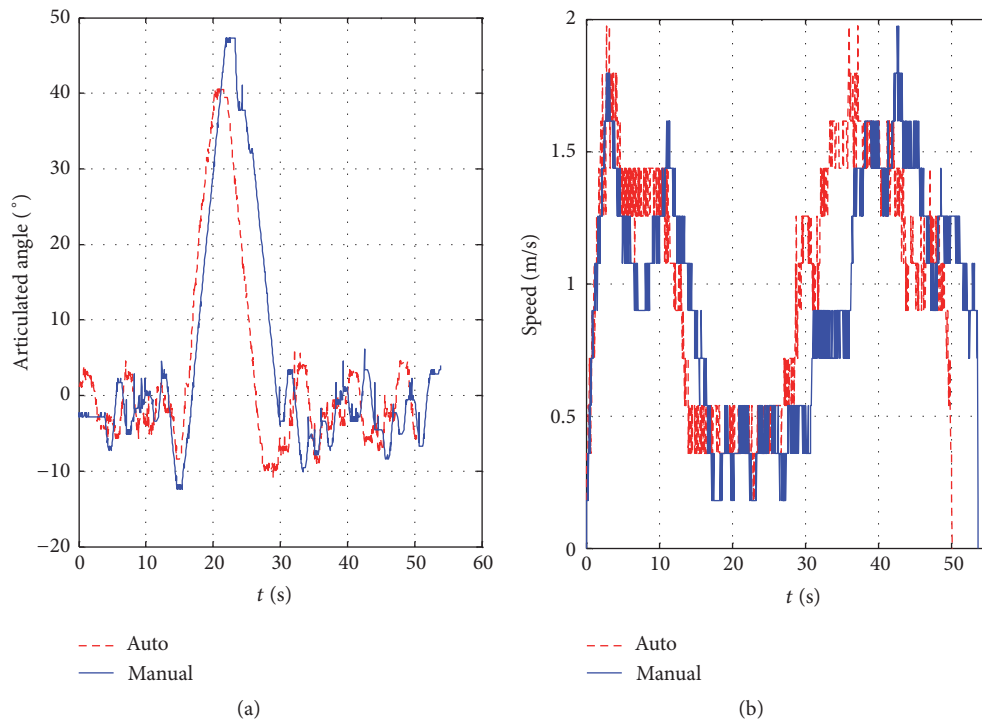 50
40
30
20
10
0
−10
−20
Articulated angle (°)
0 10 20 30 40 50 60
t (s)
Auto
Manual
(a)
2
1.5
1
0.5
0
Speed (m/s)
0 10 20 30 40 50
t (s)
Auto
Manual
(b)